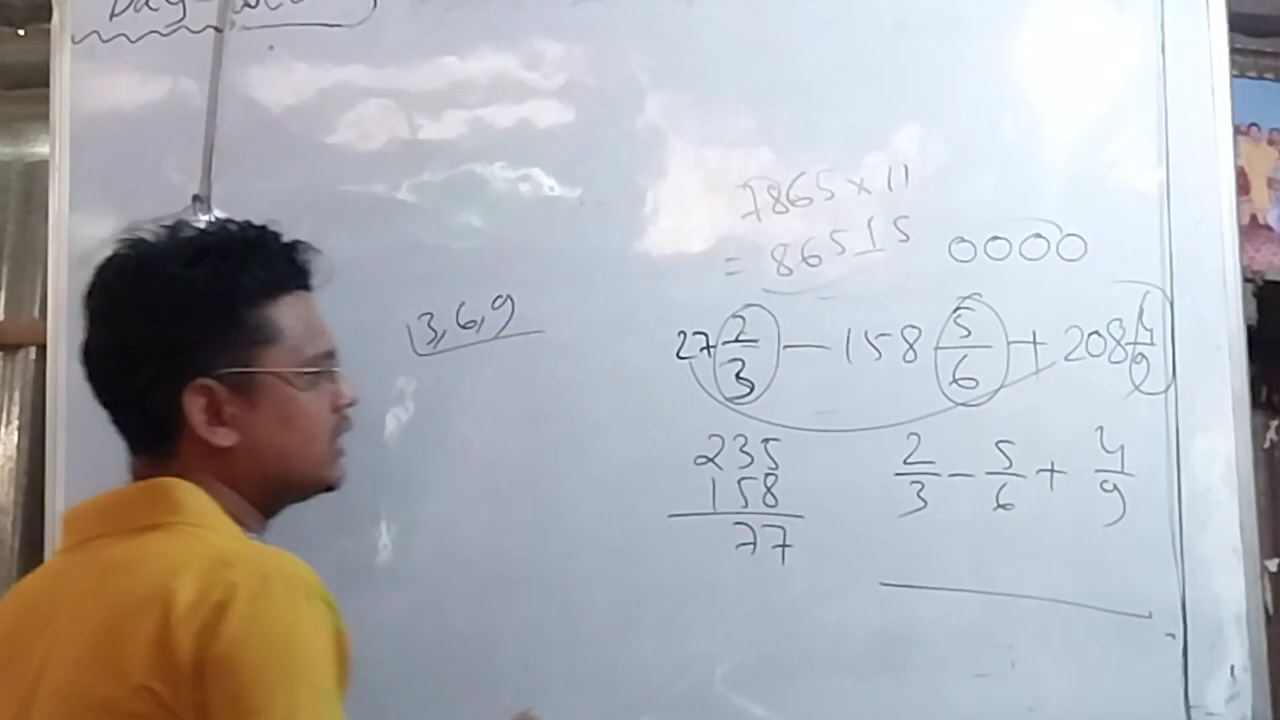 7865 × 11
= 86515
0000
3,6,9
27 2/3 – 158 5/6 + 208 4/9
235
158
77
2/3 – 5/6 + 4/9